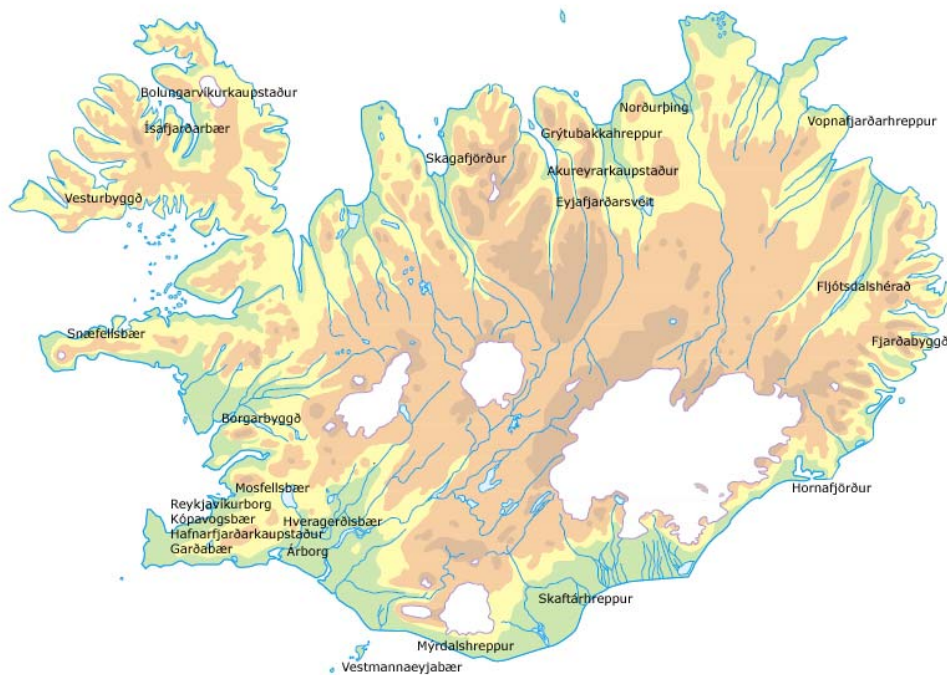 Bolungarvíkurkaupstaður
Ísafjarðarbær
Vesturbyggð
Skagafjörður
Norðurþing
Grýtubakkahreppur
Akureyrarkaupstaður
Eyjafjarðarsveit
Vopnafjarðarhreppur
Fljótsdalshérað
Fjarðabyggð
Snæfellsbær
Borgarbyggð
Mosfellsbær
Reykjavíkurborg
Kópavogsbær
Hafnarfjarðarkaupstaður
Garðabær
Hveragerðisbær
Árborg
Hornafjörður
Skaftárhreppur
Mýrdalshreppur
Vestmannaeyjabær